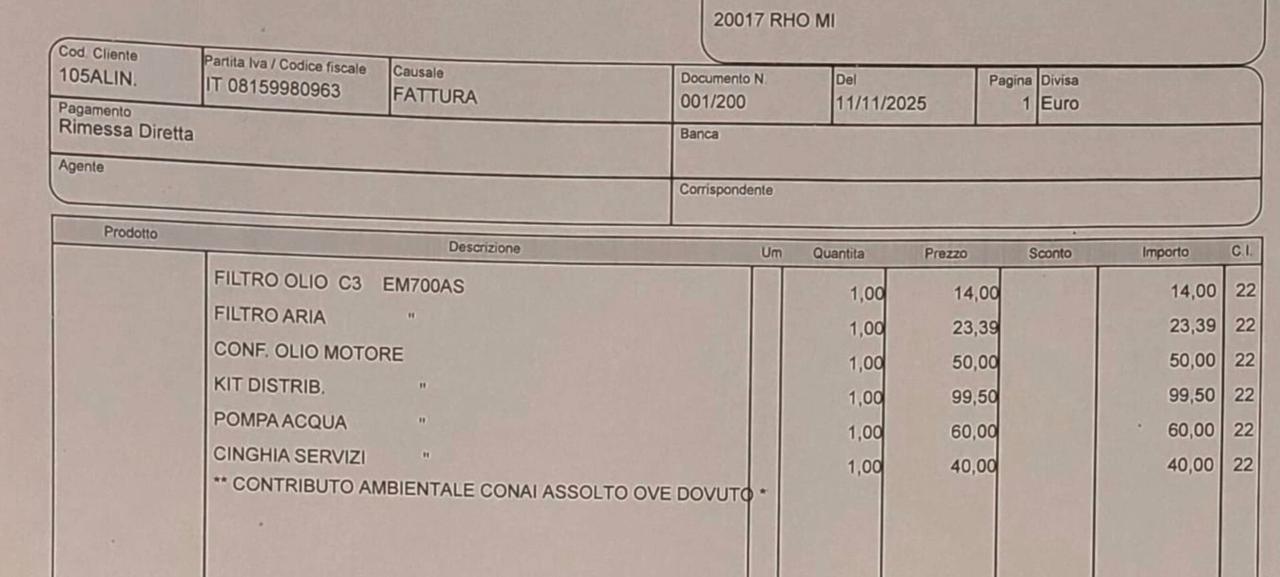 20017 RHO MI
Cod. Cliente Partita Iva / Codice fiscale Causale Documento N. Del Pagina Divisa
105ALIN. IT 08159980963 FATTURA 001/200 11/11/2025 1 Euro
Pagamento Banca
Rimessa Diretta
Agente Corrispondente
Prodotto Descrizione Um Quantita Prezzo Sconto Importo C.I.
FILTRO OLIO C3 EM700AS 1,00 14,00 14,00 22
FILTRO ARIA " 1,00 23,39 23,39 22
CONF. OLIO MOTORE 1,00 50,00 50,00 22
KIT DISTRIB. " 1,00 99,50 99,50 22
POMPA ACQUA " 1,00 60,00 60,00 22
CINGHIA SERVIZI " 1,00 40,00 40,00 22
** CONTRIBUTO AMBIENTALE CONAI ASSOLTO OVE DOVUTO *